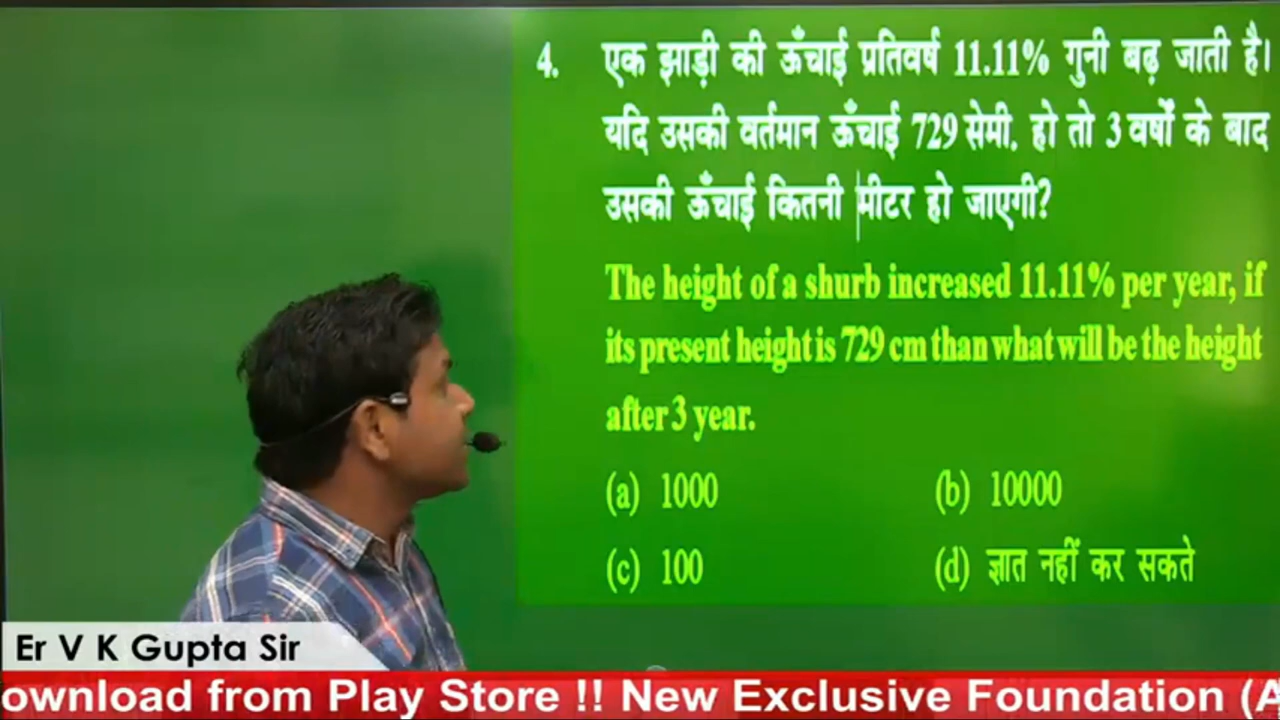 4. एक झाड़ी की ऊँचाई प्रतिवर्ष 11.11% गुनी बढ़ जाती है।
यदि उसकी वर्तमान ऊँचाई 729 सेमी. हो तो 3 वर्षों के बाद
उसकी ऊँचाई कितनी मीटर हो जाएगी?
The height of a shurb increased 11.11% per year, if
its present height is 729 cm than what will be the height
after 3 year.
(a) 1000 (b) 10000
(c) 100 (d) ज्ञात नहीं कर सकते
Er V K Gupta Sir
ownload from Play Store !! New Exclusive Foundation (A